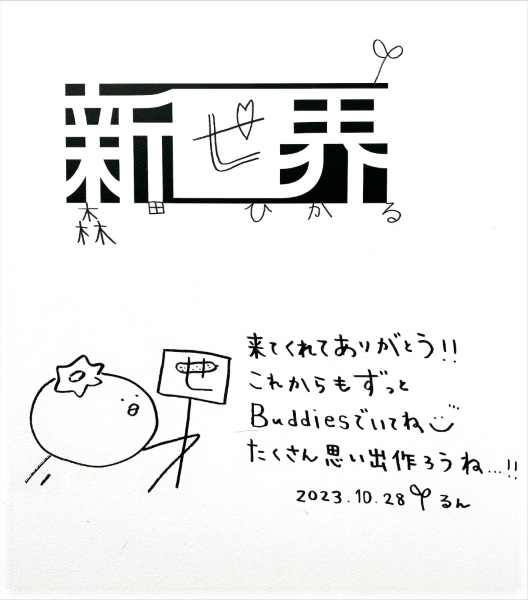 新世界
森田ひかる
せ
来てくれてありがとう!!
これからもずっと
Buddiesでいてね
たくさん思い出作ろうね...!!
2023.10.28 るん